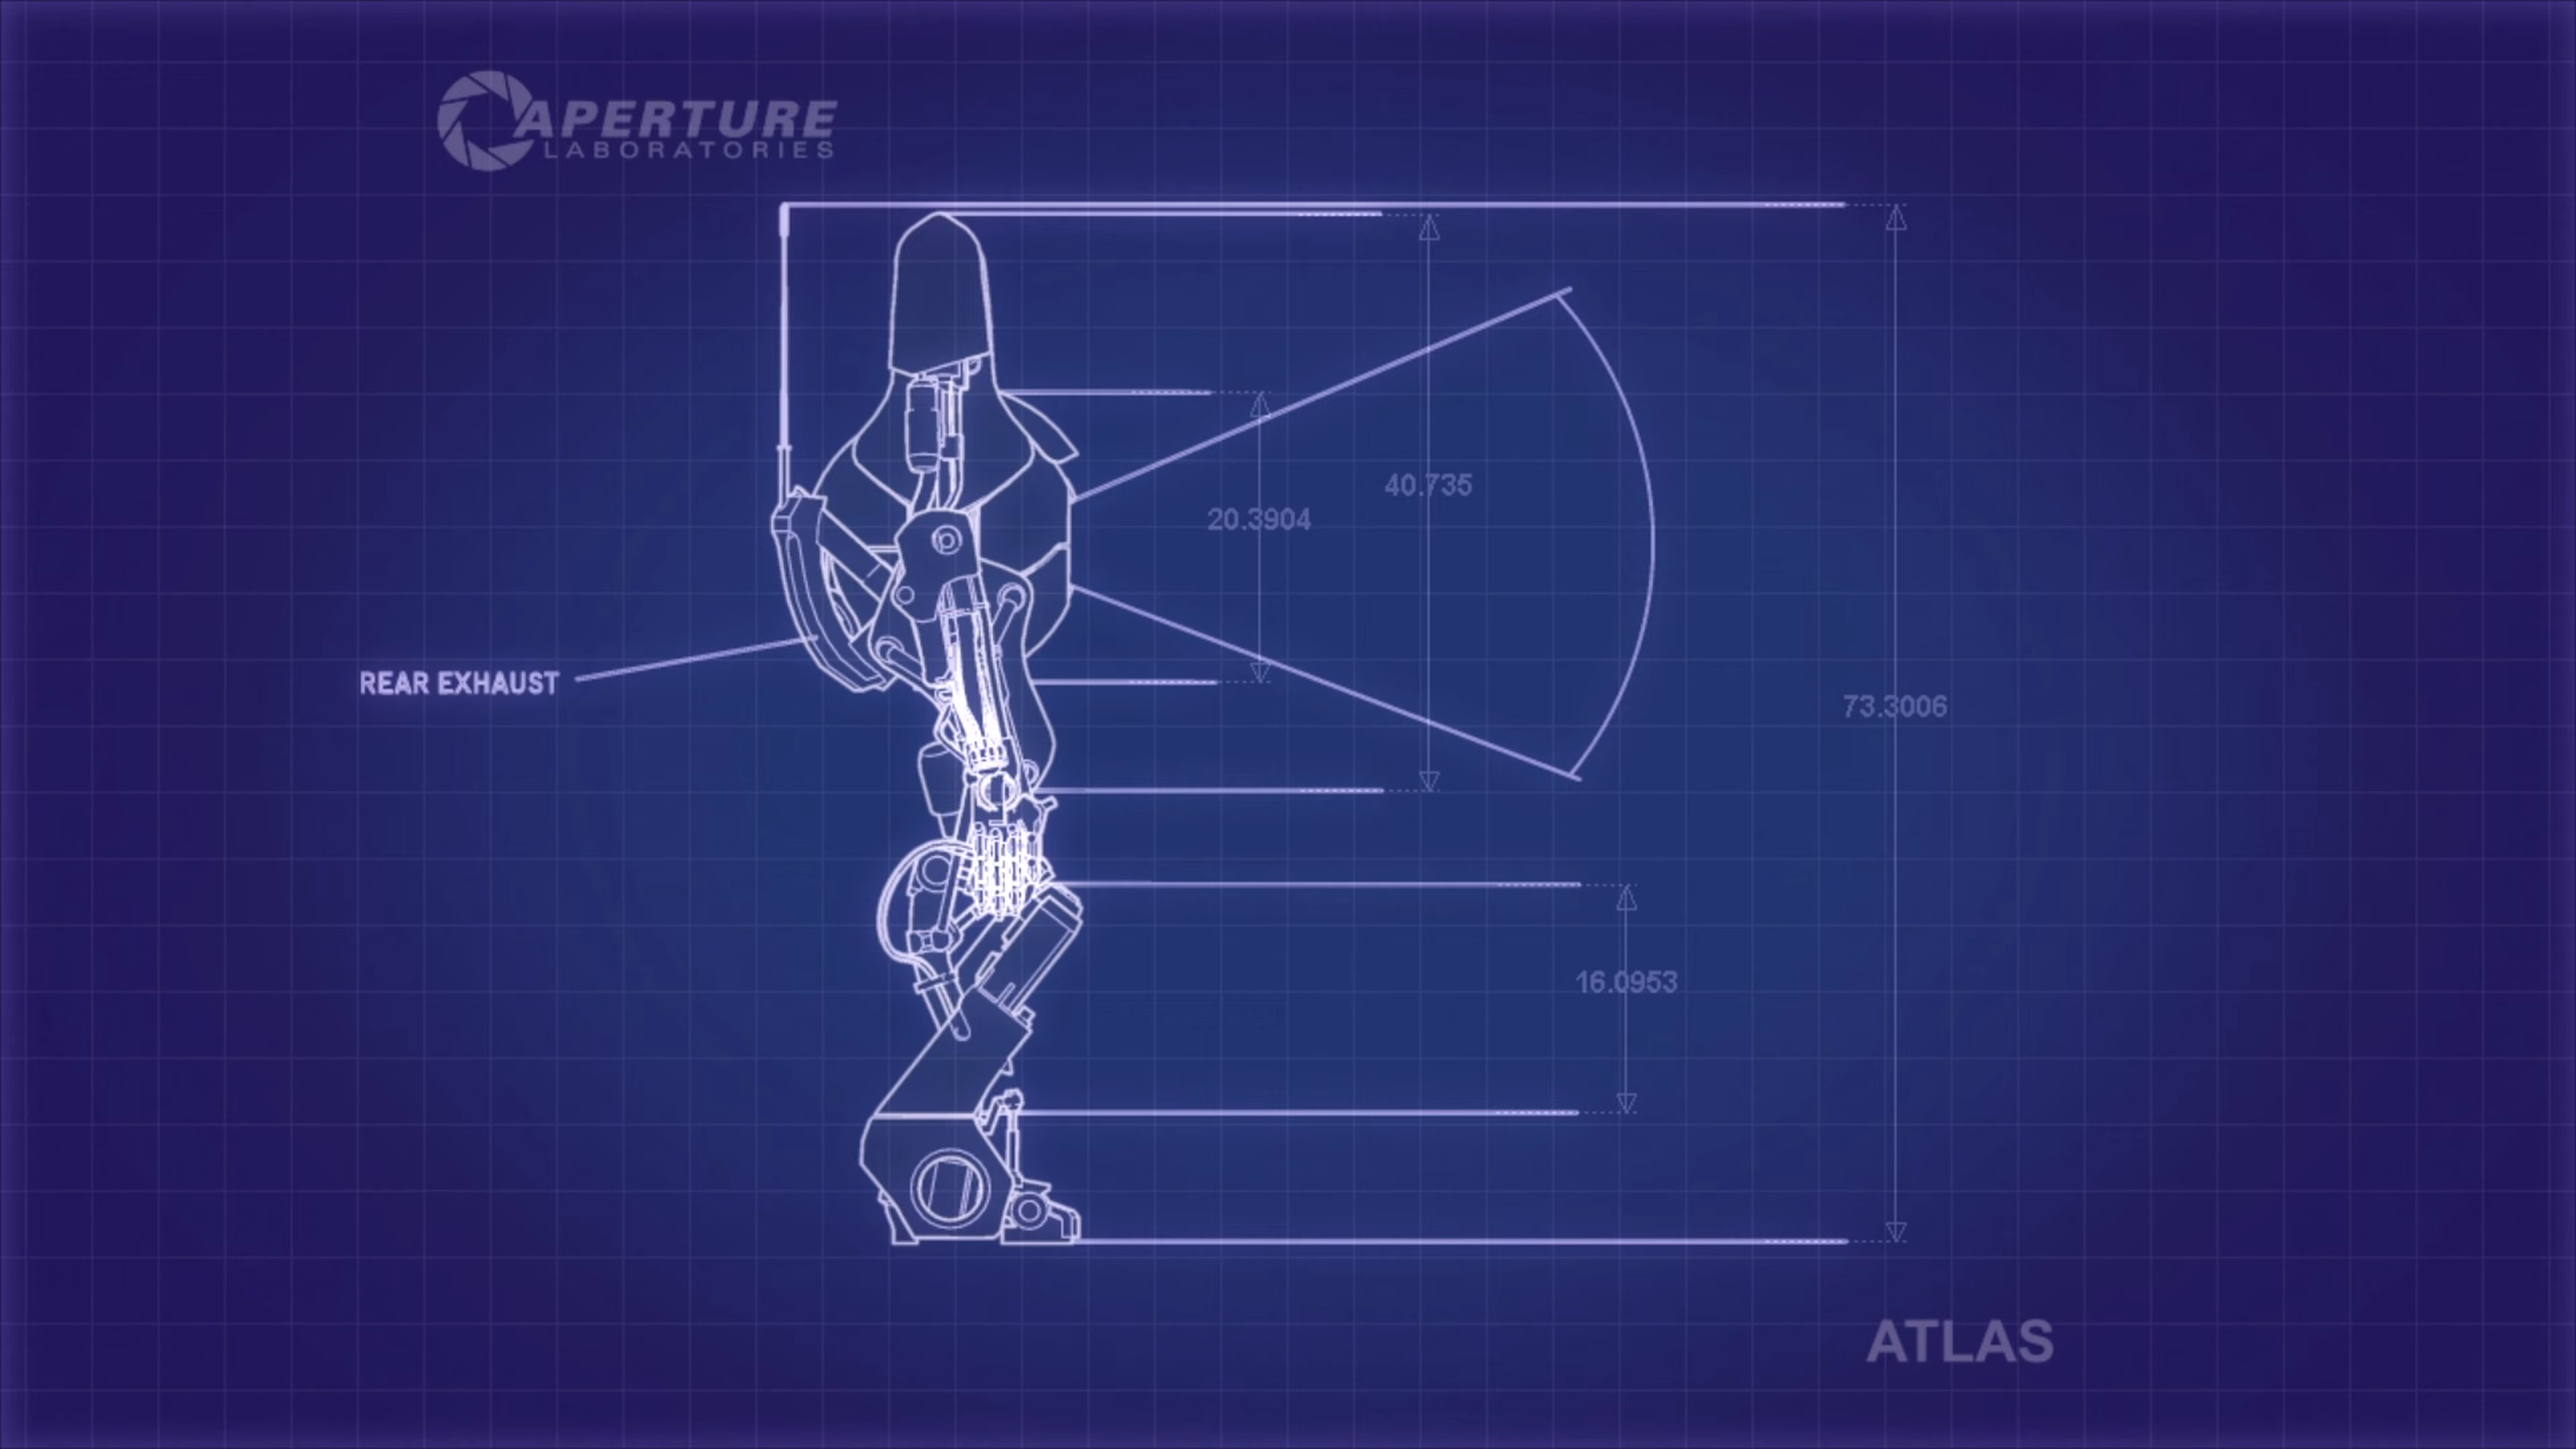 APERTURE
LABORATORIES
40.735
20.3904
REAR EXHAUST
73.3006
16.0953
ATLAS